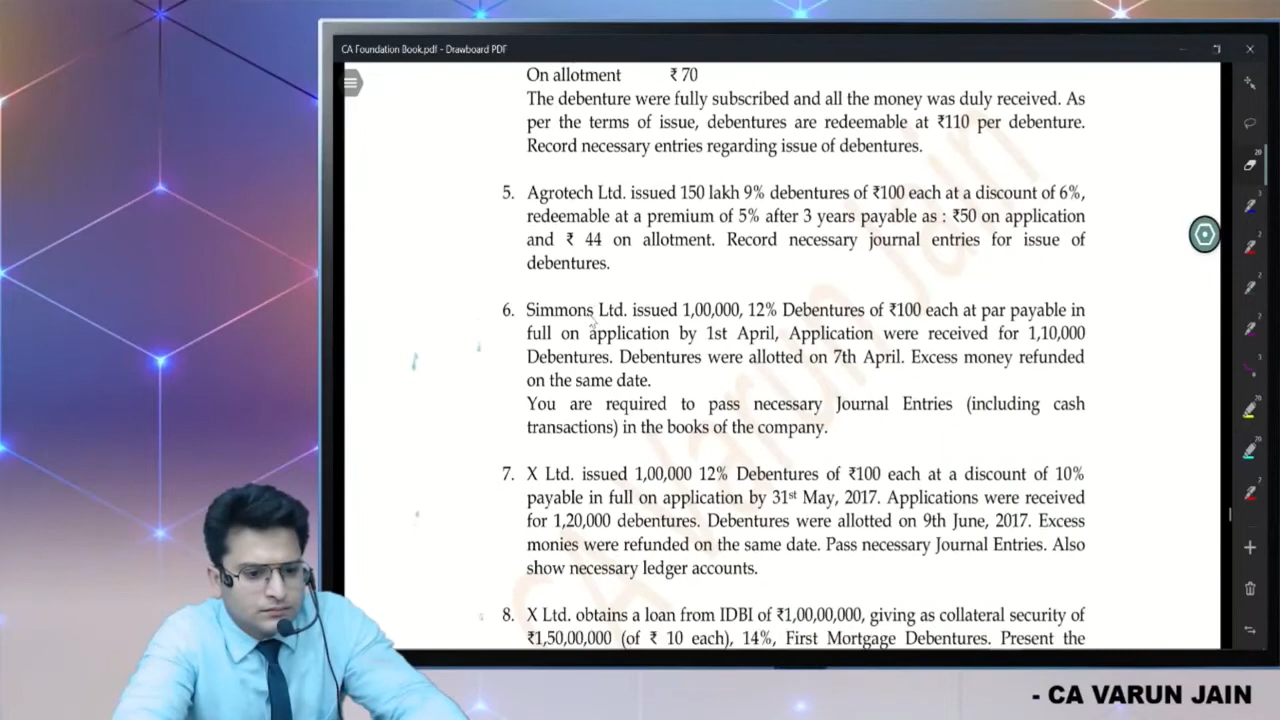 CA Foundation Book.pdf - Drawboard PDF
On allotment ₹ 70
The debenture were fully subscribed and all the money was duly received. As
per the terms of issue, debentures are redeemable at ₹110 per debenture.
Record necessary entries regarding issue of debentures.
5. Agrotech Ltd. issued 150 lakh 9% debentures of ₹100 each at a discount of 6%,
redeemable at a premium of 5% after 3 years payable as : ₹50 on application
and ₹ 44 on allotment. Record necessary journal entries for issue of
debentures.
6. Simmons Ltd. issued 1,00,000, 12% Debentures of ₹100 each at par payable in
full on application by 1st April, Application were received for 1,10,000
Debentures. Debentures were allotted on 7th April. Excess money refunded
on the same date.
You are required to pass necessary Journal Entries (including cash
transactions) in the books of the company.
7. X Ltd. issued 1,00,000 12% Debentures of ₹100 each at a discount of 10%
payable in full on application by 31st May, 2017. Applications were received
for 1,20,000 debentures. Debentures were allotted on 9th June, 2017. Excess
monies were refunded on the same date. Pass necessary Journal Entries. Also
show necessary ledger accounts.
8. X Ltd. obtains a loan from IDBI of ₹1,00,00,000, giving as collateral security of
₹1,50,00,000 (of ₹ 10 each), 14%, First Mortgage Debentures. Present the
CA Varun Jain
- CA VARUN JAIN